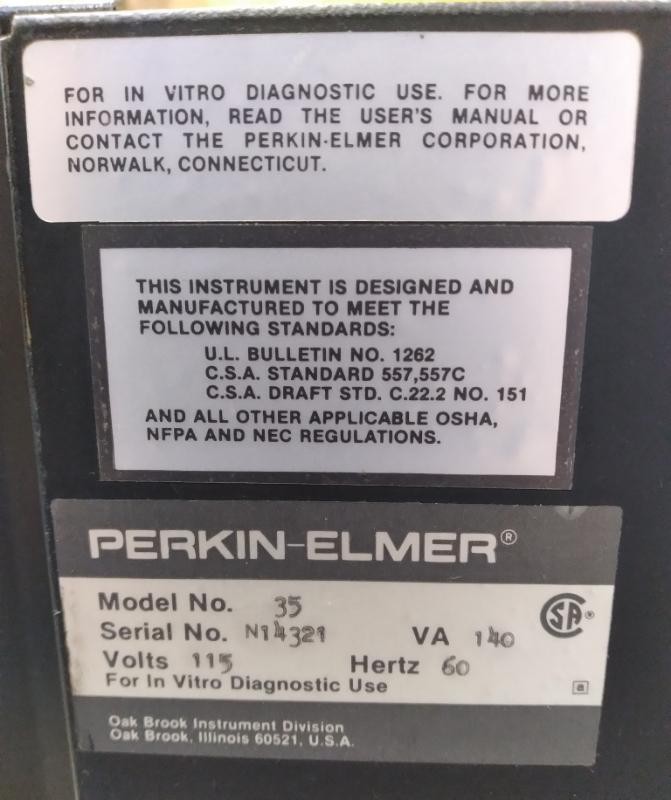 FOR IN VITRO DIAGNOSTIC USE. FOR MORE
INFORMATION, READ THE USER'S MANUAL OR
CONTACT THE PERKIN-ELMER CORPORATION,
NORWALK, CONNECTICUT.
THIS INSTRUMENT IS DESIGNED AND
MANUFACTURED TO MEET THE
FOLLOWING STANDARDS:
U.L. BULLETIN NO. 1262
C.S.A. STANDARD 557,557C
C.S.A. DRAFT STD. C.22.2 NO. 151
AND ALL OTHER APPLICABLE OSHA,
NFPA AND NEC REGULATIONS.
PERKIN-ELMER®
Model No. 35
SA®
Serial No. N14321 VA 140
Volts 115 Hertz 60
For In Vitro Diagnostic Use
a
Oak Brook Instrument Division
Oak Brook, Illinois 60521, U.S.A.